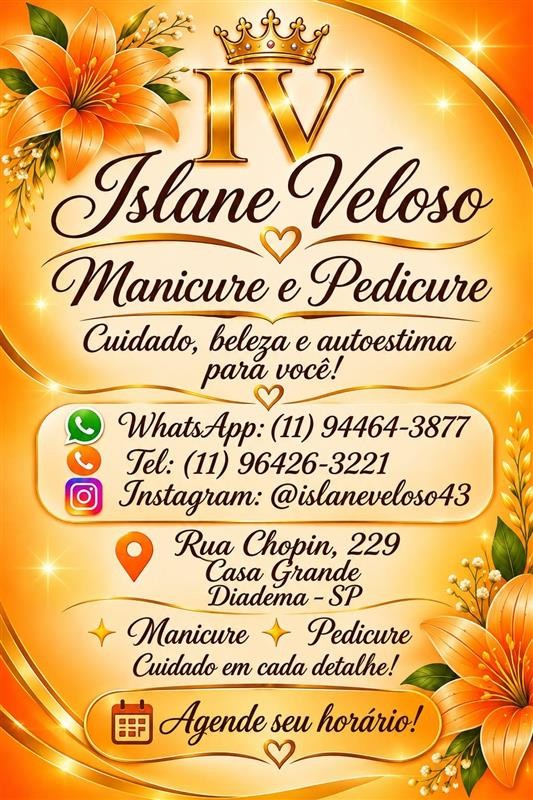 IV
Islane Veloso
Manicure e Pedicure
Cuidado, beleza e autoestima
para você!
WhatsApp: (11) 94464-3877
Tel: (11) 96426-3221
Instagram: @islaneveloso43
Rua Chopin, 229
Casa Grande
Diadema - SP
Manicure Pedicure
Cuidado em cada detalhe!
Agende seu horário!